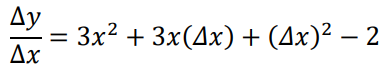 Δy/Δx = 3x² + 3x(Δx) + (Δx)² − 2